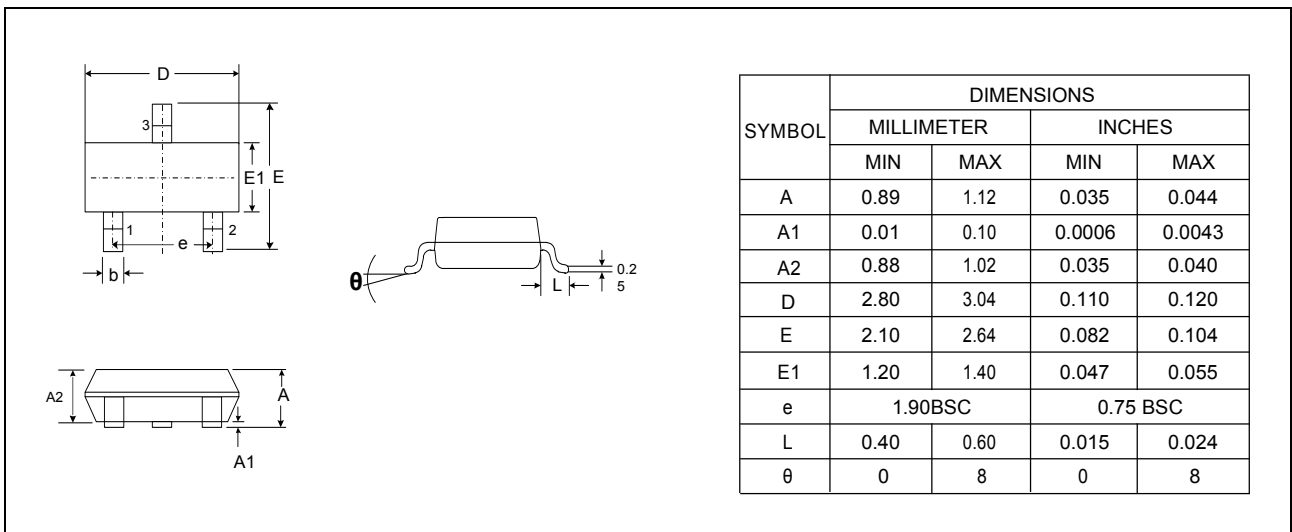 D
3
E1 E
1 2
e
b
θ
L
0.2
5
A2
A
A1
DIMENSIONS
SYMBOL MILLIMETER INCHES
MIN MAX MIN MAX
A 0.89 1.12 0.035 0.044
A1 0.01 0.10 0.0006 0.0043
A2 0.88 1.02 0.035 0.040
D 2.80 3.04 0.110 0.120
E 2.10 2.64 0.082 0.104
E1 1.20 1.40 0.047 0.055
e 1.90BSC 0.75 BSC
L 0.40 0.60 0.015 0.024
θ 0 8 0 8